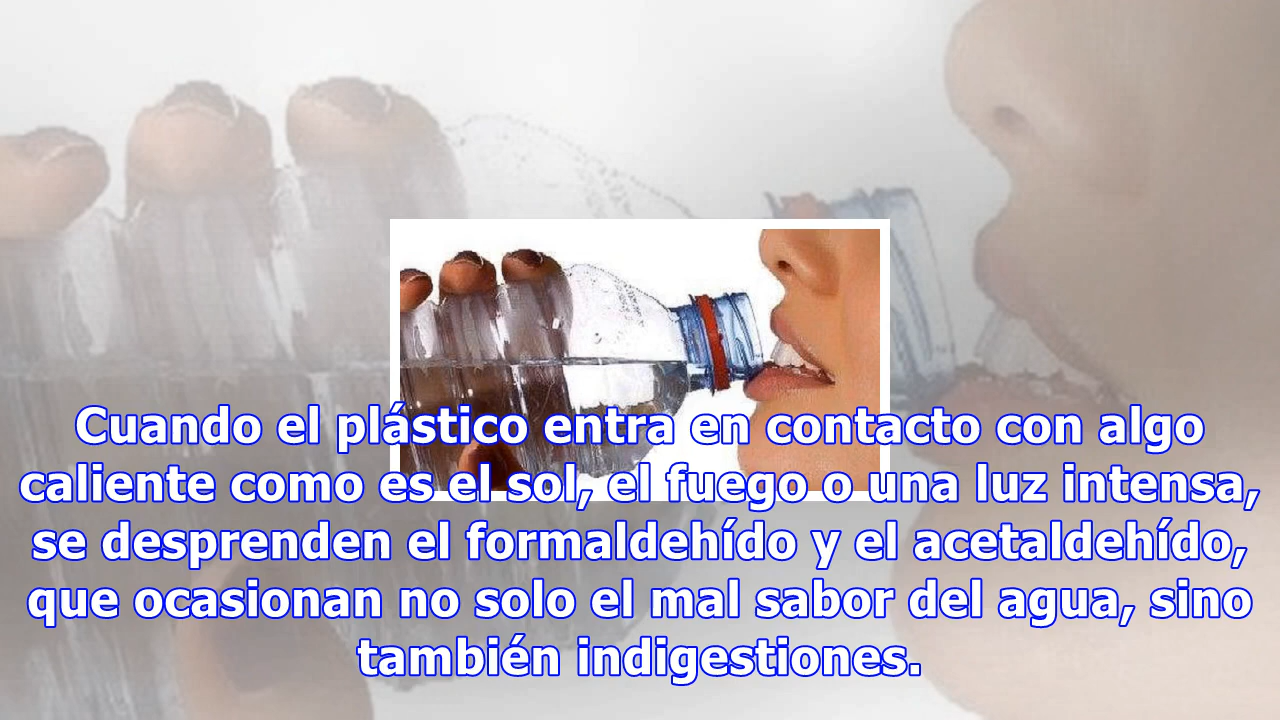 Cuando el plástico entra en contacto con algo
caliente como es el sol, el fuego o una luz intensa,
se desprenden el formaldehído y el acetaldehído,
que ocasionan no solo el mal sabor del agua, sino
también indigestiones.